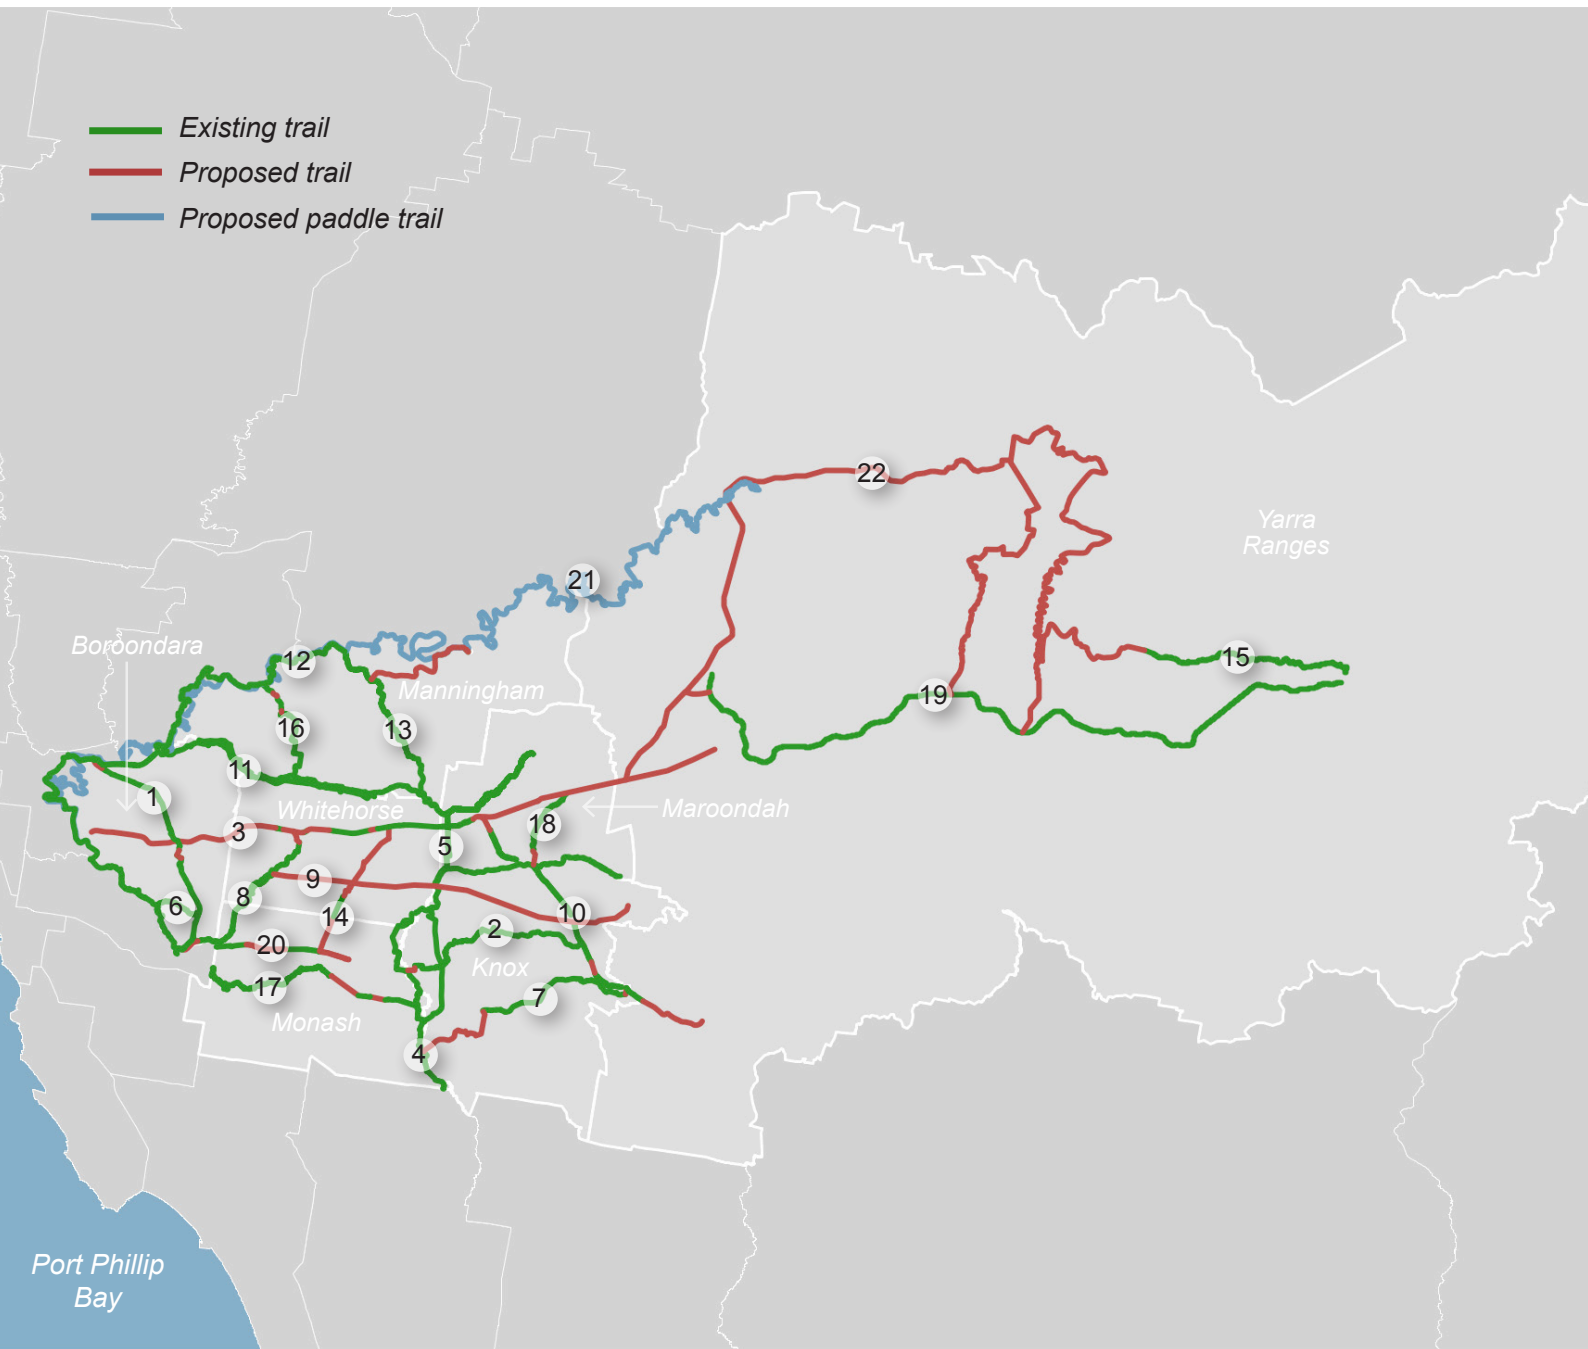 Existing trail
Proposed trail
Proposed paddle trail
22
Yarra
Ranges
21
Boroondara
12
15
Manningham
19
16
13
11
1
Whitehorse
Maroondah
3
18
5
9
8
6
14
10
2
20
Knox
17
7
Monash
4
Port Phillip
Bay